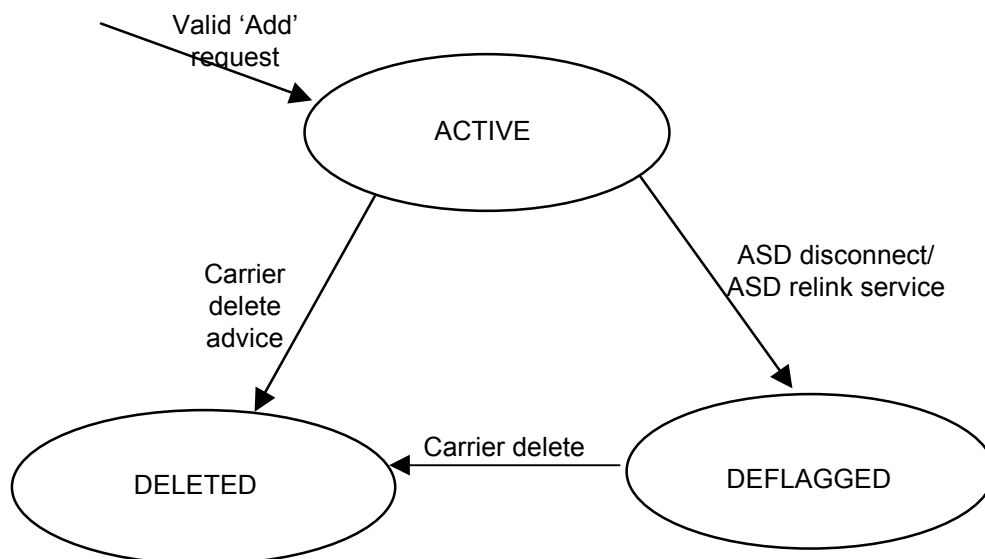 Valid ‘Add’
request
ACTIVE
ASD disconnect/
ASD relink service
Carrier
delete
advice
Carrier delete
DELETED
DEFLAGGED